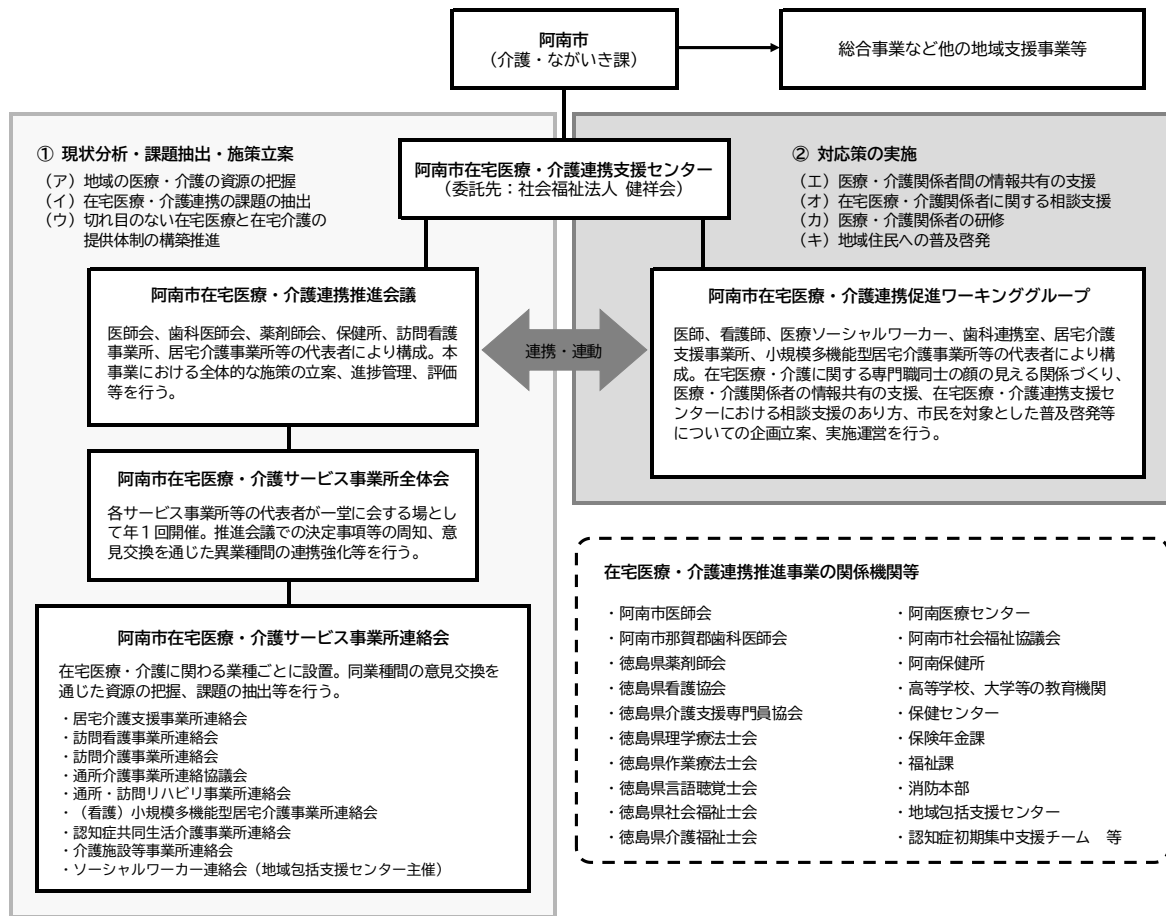 阿南市
（介護・ながいき課）
総合事業など他の地域支援事業等
① 現状分析・課題抽出・施策立案
（ア）地域の医療・介護の資源の把握
（イ）在宅医療・介護連携の課題の抽出
（ウ）切れ目のない在宅医療と在宅介護の
提供体制の構築推進
阿南市在宅医療・介護連携支援センター
（委託先：社会福祉法人 健祥会）
② 対応策の実施
（エ）医療・介護関係者間の情報共有の支援
（オ）在宅医療・介護関係者に関する相談支援
（カ）医療・介護関係者の研修
（キ）地域住民への普及啓発
阿南市在宅医療・介護連携推進会議
医師会、歯科医師会、薬剤師会、保健所、訪問看護
事業所、居宅介護事業所等の代表者により構成。本
事業における全体的な施策の立案、進捗管理、評価
等を行う。
連携・連動
阿南市在宅医療・介護連携促進ワーキンググループ
医師、看護師、医療ソーシャルワーカー、歯科連携室、居宅介護
支援事業所、小規模多機能型居宅介護事業所等の代表者により構
成。在宅医療・介護に関する専門職同士の顔の見える関係づくり、
医療・介護関係者の情報共有の支援、在宅医療・介護連携支援セ
ンターにおける相談支援のあり方、市民を対象とした普及啓発等
についての企画立案、実施運営を行う。
阿南市在宅医療・介護サービス事業所全体会
各サービス事業所等の代表者が一堂に会する場とし
て年１回開催。推進会議での決定事項等の周知、意
見交換を通じた異業種間の連携強化等を行う。
阿南市在宅医療・介護サービス事業所連絡会
在宅医療・介護に関わる業種ごとに設置。同業種間の意見交換を
通じた資源の把握、課題の抽出等を行う。
・居宅介護支援事業所連絡会
・訪問看護事業所連絡会
・訪問介護事業所連絡会
・通所介護事業所連絡協議会
・通所・訪問リハビリ事業所連絡会
・（看護）小規模多機能型居宅介護事業所連絡会
・認知症共同生活介護事業所連絡会
・介護施設等事業所連絡会
・ソーシャルワーカー連絡会（地域包括支援センター主催）
在宅医療・介護連携推進事業の関係機関等
・阿南市医師会
・阿南市那賀郡歯科医師会
・徳島県薬剤師会
・徳島県看護協会
・徳島県介護支援専門員協会
・徳島県理学療法士会
・徳島県作業療法士会
・徳島県言語聴覚士会
・徳島県社会福祉士会
・徳島県介護福祉士会
・阿南医療センター
・阿南市社会福祉協議会
・阿南保健所
・高等学校、大学等の教育機関
・保健センター
・保険年金課
・福祉課
・消防本部
・地域包括支援センター
・認知症初期集中支援チーム　等